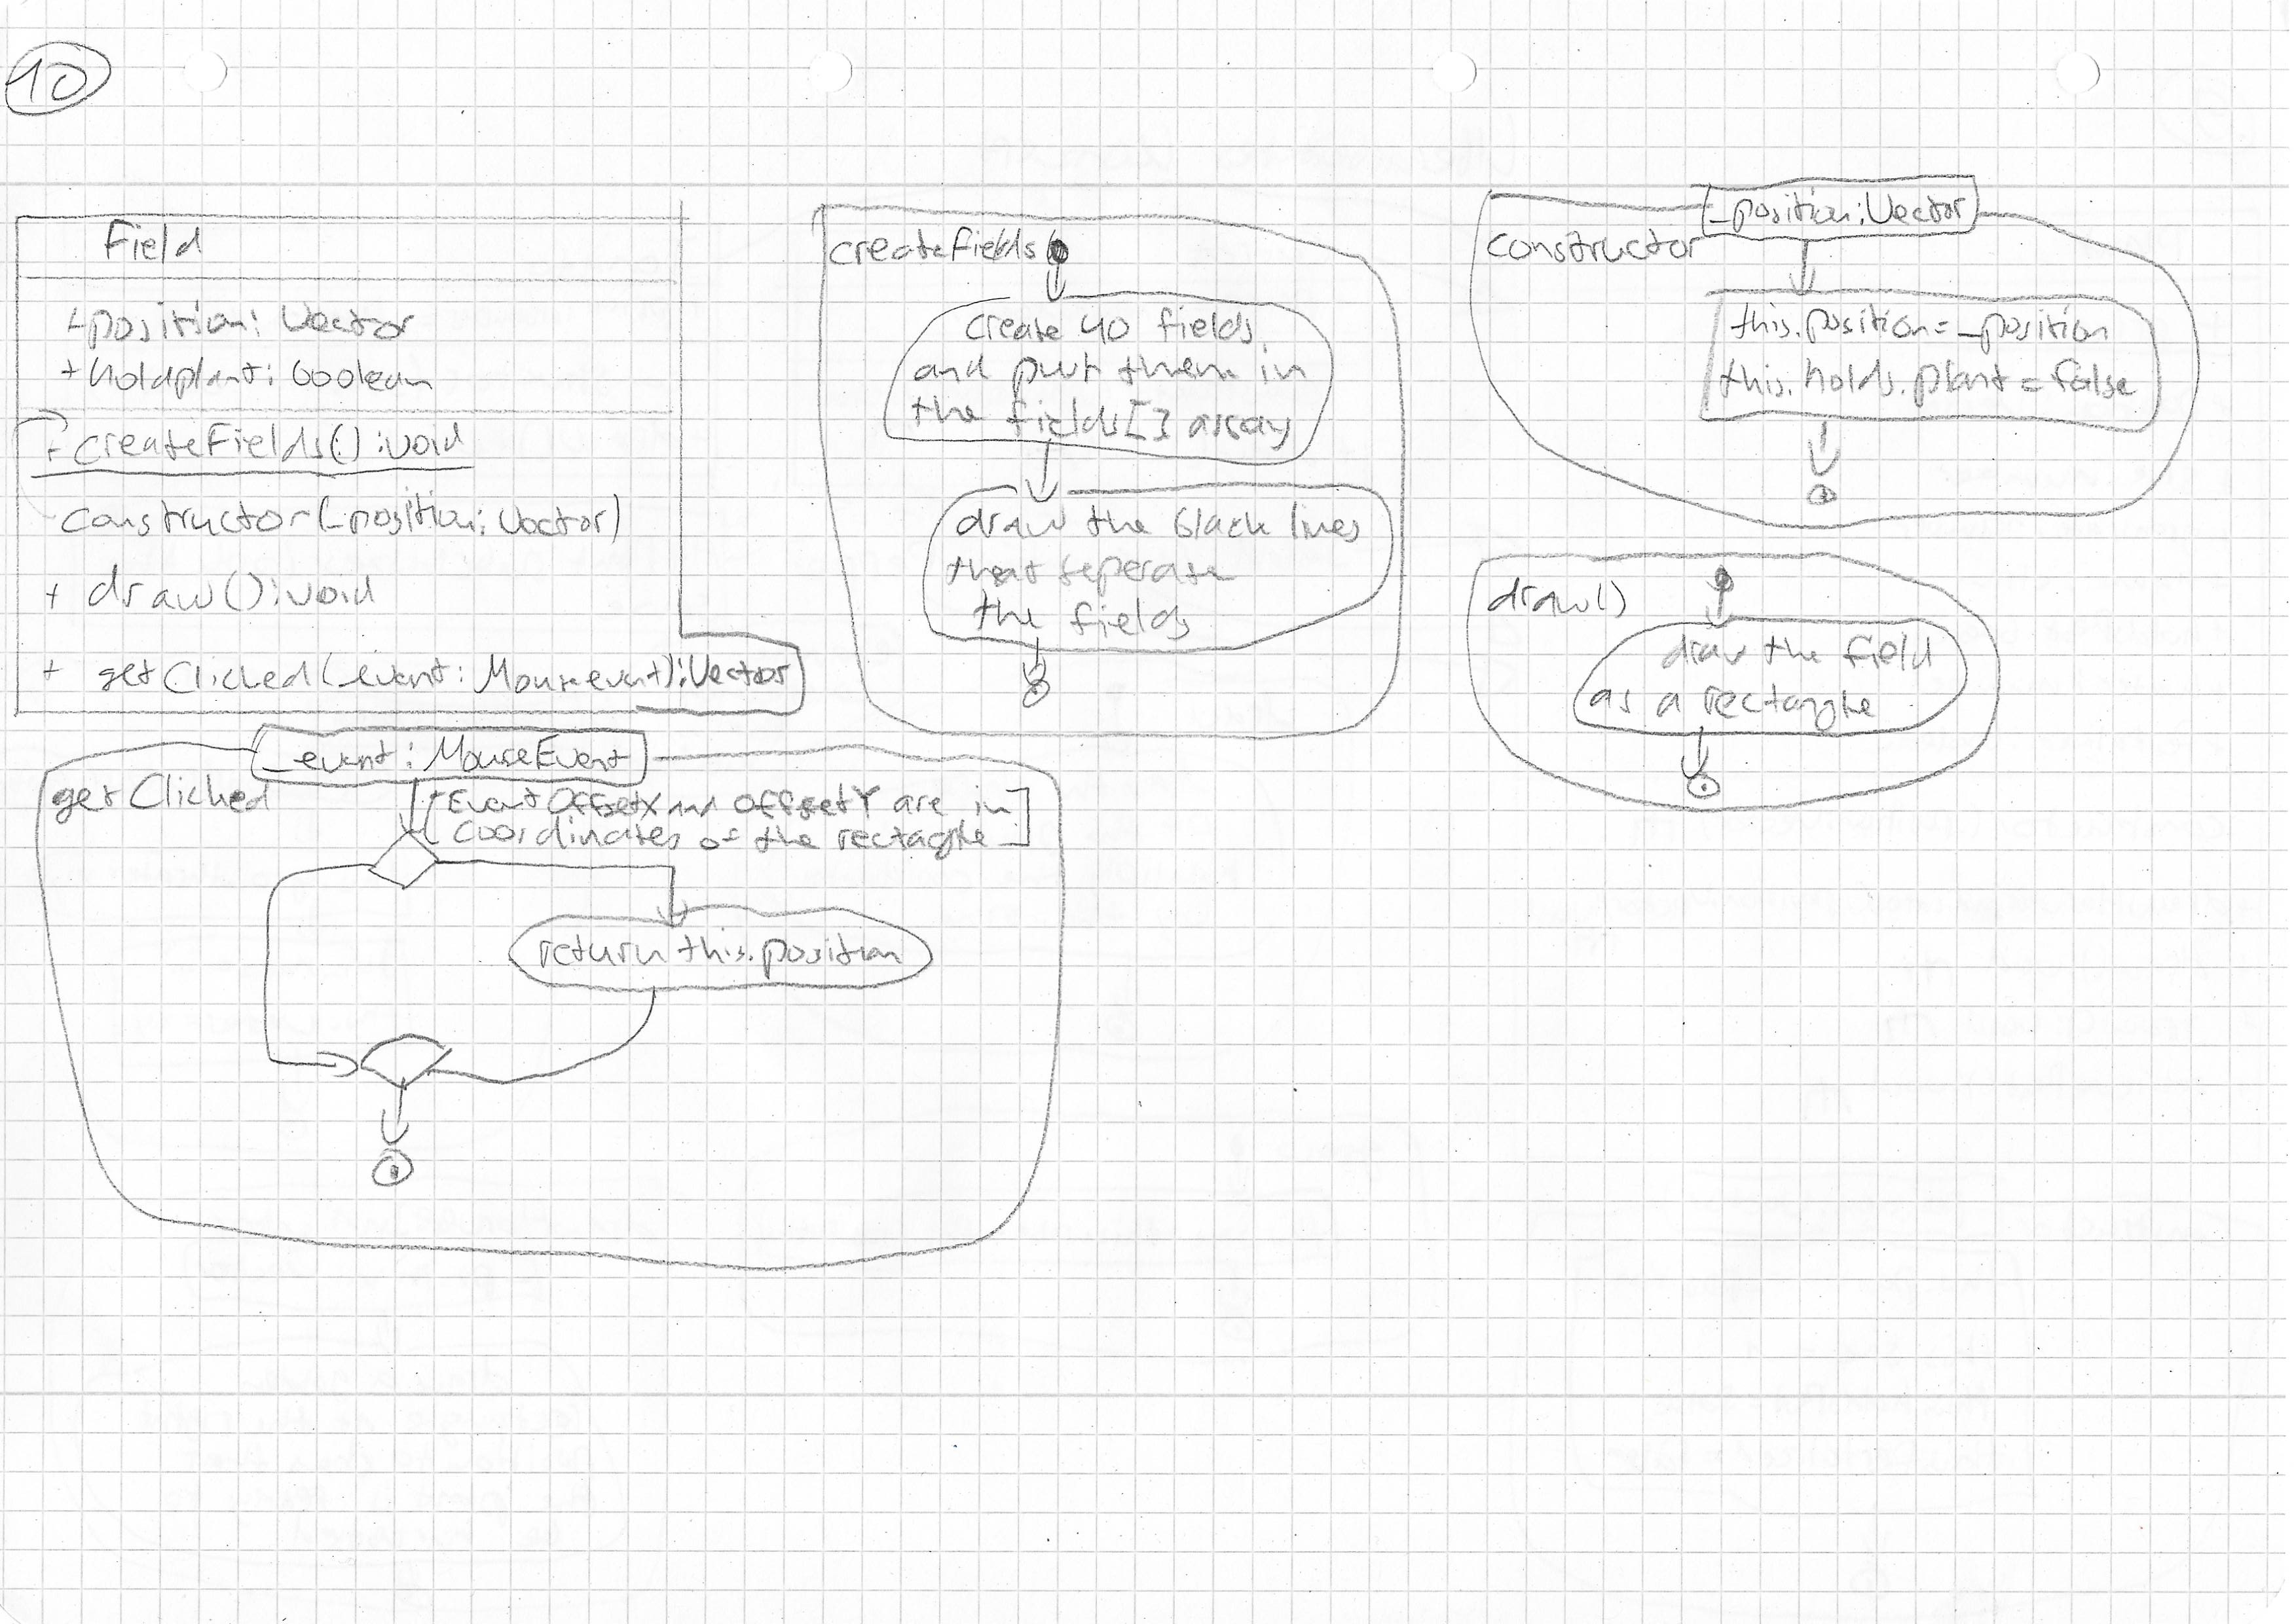 10
Field
+position: Vector
+holdplant: boolean
+createFields():void
constructor(_position: Vector)
+ draw():void
+ getClicked(_event: Mouseevent):Vector
createFields
create 40 fields
and put them in
the fields[] array
draw the black lines
that seperate
the fields
_position:Vector
constructor
this.position=_position
this.holds.plant=false
draw()
draw the field
as a rectangle
_event: MouseEvent
getClicked
[Event OffsetX and OffsetY are in
coordinates of the rectagle]
return this.position